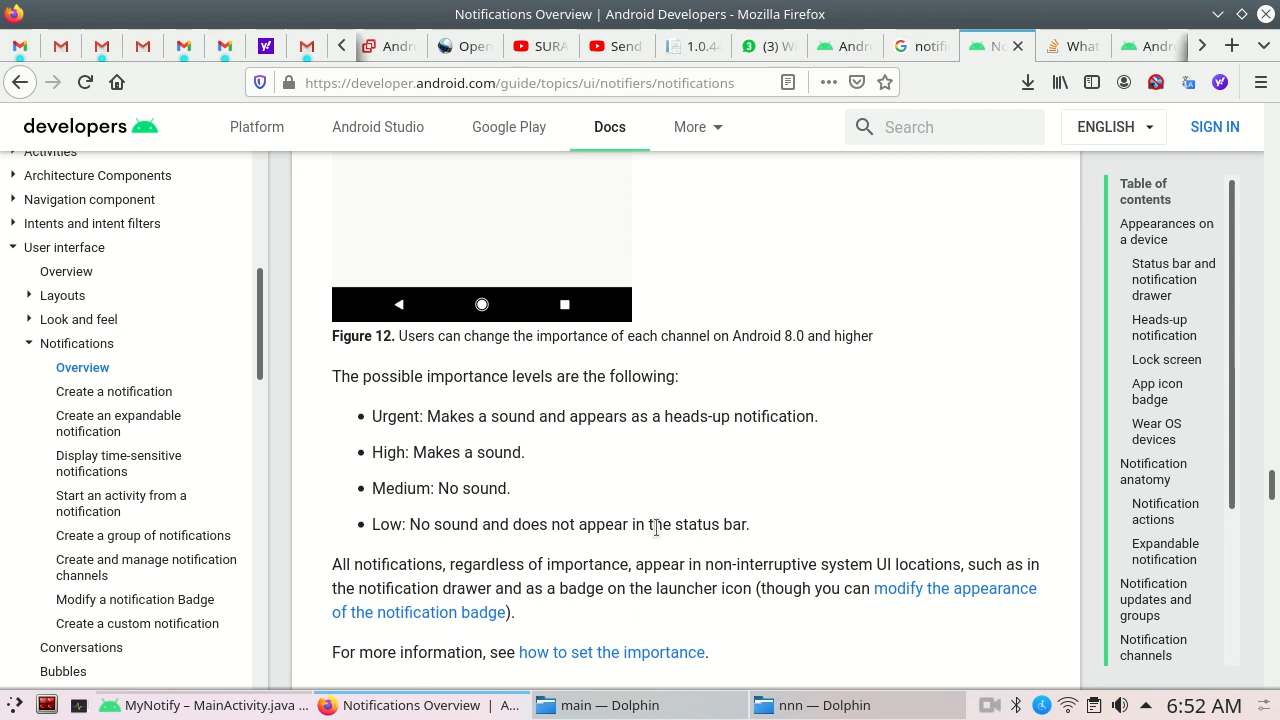 Notifications Overview | Android Developers - Mozilla Firefox
Andr
Open
SURA
Send
1.0.4
(3) W
Andr
notifi
No
What
Andr
https://developer.android.com/guide/topics/ui/notifiers/notifications
developers
Platform
Android Studio
Google Play
Docs
More
Search
ENGLISH
SIGN IN
Activities
Architecture Components
Navigation component
Intents and intent filters
User interface
Overview
Layouts
Look and feel
Notifications
Overview
Create a notification
Create an expandable
notification
Display time-sensitive
notifications
Start an activity from a
notification
Create a group of notifications
Create and manage notification
channels
Modify a notification Badge
Create a custom notification
Conversations
Bubbles
Figure 12. Users can change the importance of each channel on Android 8.0 and higher
The possible importance levels are the following:
• Urgent: Makes a sound and appears as a heads-up notification.
• High: Makes a sound.
• Medium: No sound.
• Low: No sound and does not appear in the status bar.
All notifications, regardless of importance, appear in non-interruptive system UI locations, such as in
the notification drawer and as a badge on the launcher icon (though you can modify the appearance
of the notification badge).
For more information, see how to set the importance.
Table of
contents
Appearances on
a device
Status bar and
notification
drawer
Heads-up
notification
Lock screen
App icon
badge
Wear OS
devices
Notification
anatomy
Notification
actions
Expandable
notification
Notification
updates and
groups
Notification
channels
MyNotify – MainActivity.java ...
Notifications Overview | A...
main — Dolphin
nnn — Dolphin
6:52 AM